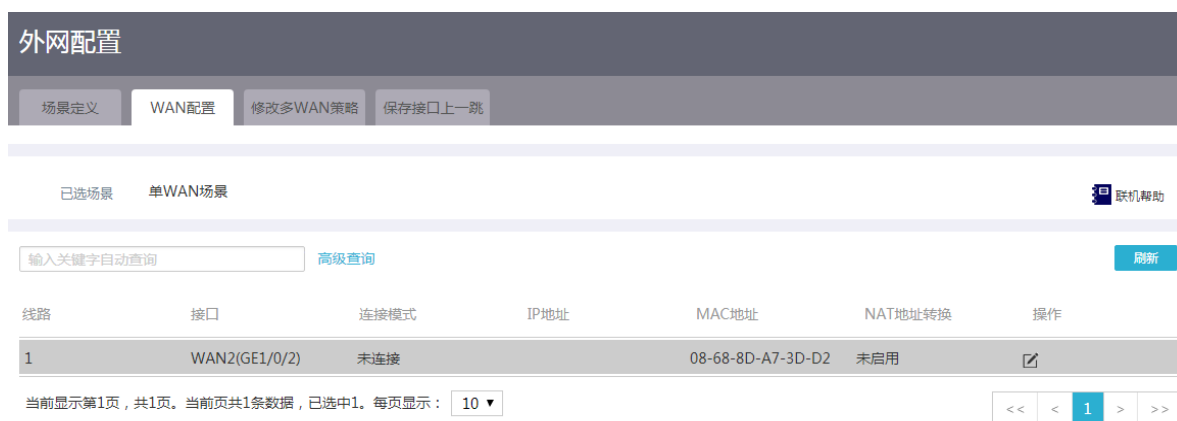 外网配置
场景定义 WAN配置 修改多WAN策略 保存接口上一跳
已选场景 单WAN场景 联机帮助
输入关键字自动查询 高级查询 刷新
线路 接口 连接模式 IP地址 MAC地址 NAT地址转换 操作
1 WAN2(GE1/0/2) 未连接 08-68-8D-A7-3D-D2 未启用
当前显示第1页，共1页。当前页共1条数据，已选中1。每页显示： 10 ▼
<< < 1 > >>